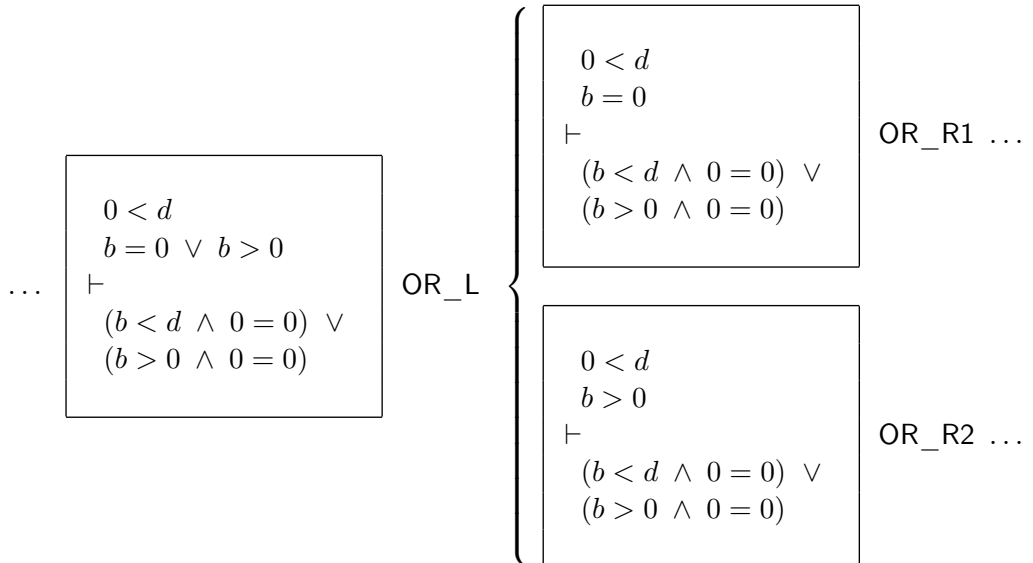 0 < d
b = 0
⊢
(b < d ∧ 0 = 0) ∨
(b > 0 ∧ 0 = 0)
OR_R1 ...
0 < d
b = 0 ∨ b > 0
... ⊢ OR_L
(b < d ∧ 0 = 0) ∨
(b > 0 ∧ 0 = 0)
0 < d
b > 0
⊢
(b < d ∧ 0 = 0) ∨
(b > 0 ∧ 0 = 0)
OR_R2 ...